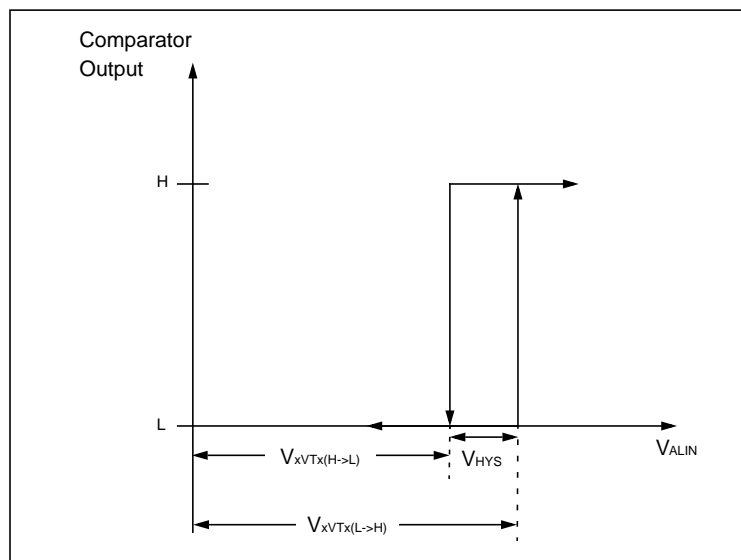 Comparator
Output
H
L
VALIN
VxVTx(H->L)
VHYS
VxVTx(L->H)